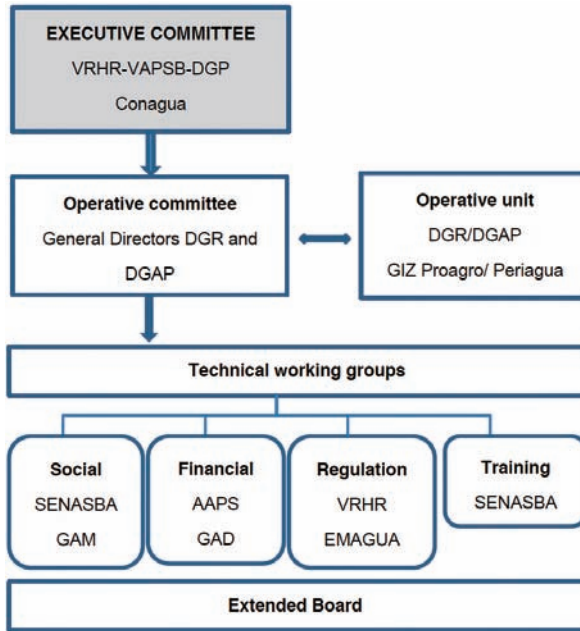 EXECUTIVE COMMITTEE
VRHR-VAPSB-DGP
Conagua
Operative committee
General Directors DGR and
DGAP
Operative unit
DGR/DGAP
GIZ Proagro/ Periagua
Technical working groups
Social
SENASBA
GAM
Financial
AAPS
GAD
Regulation
VRHR
EMAGUA
Training
SENASBA
Extended Board